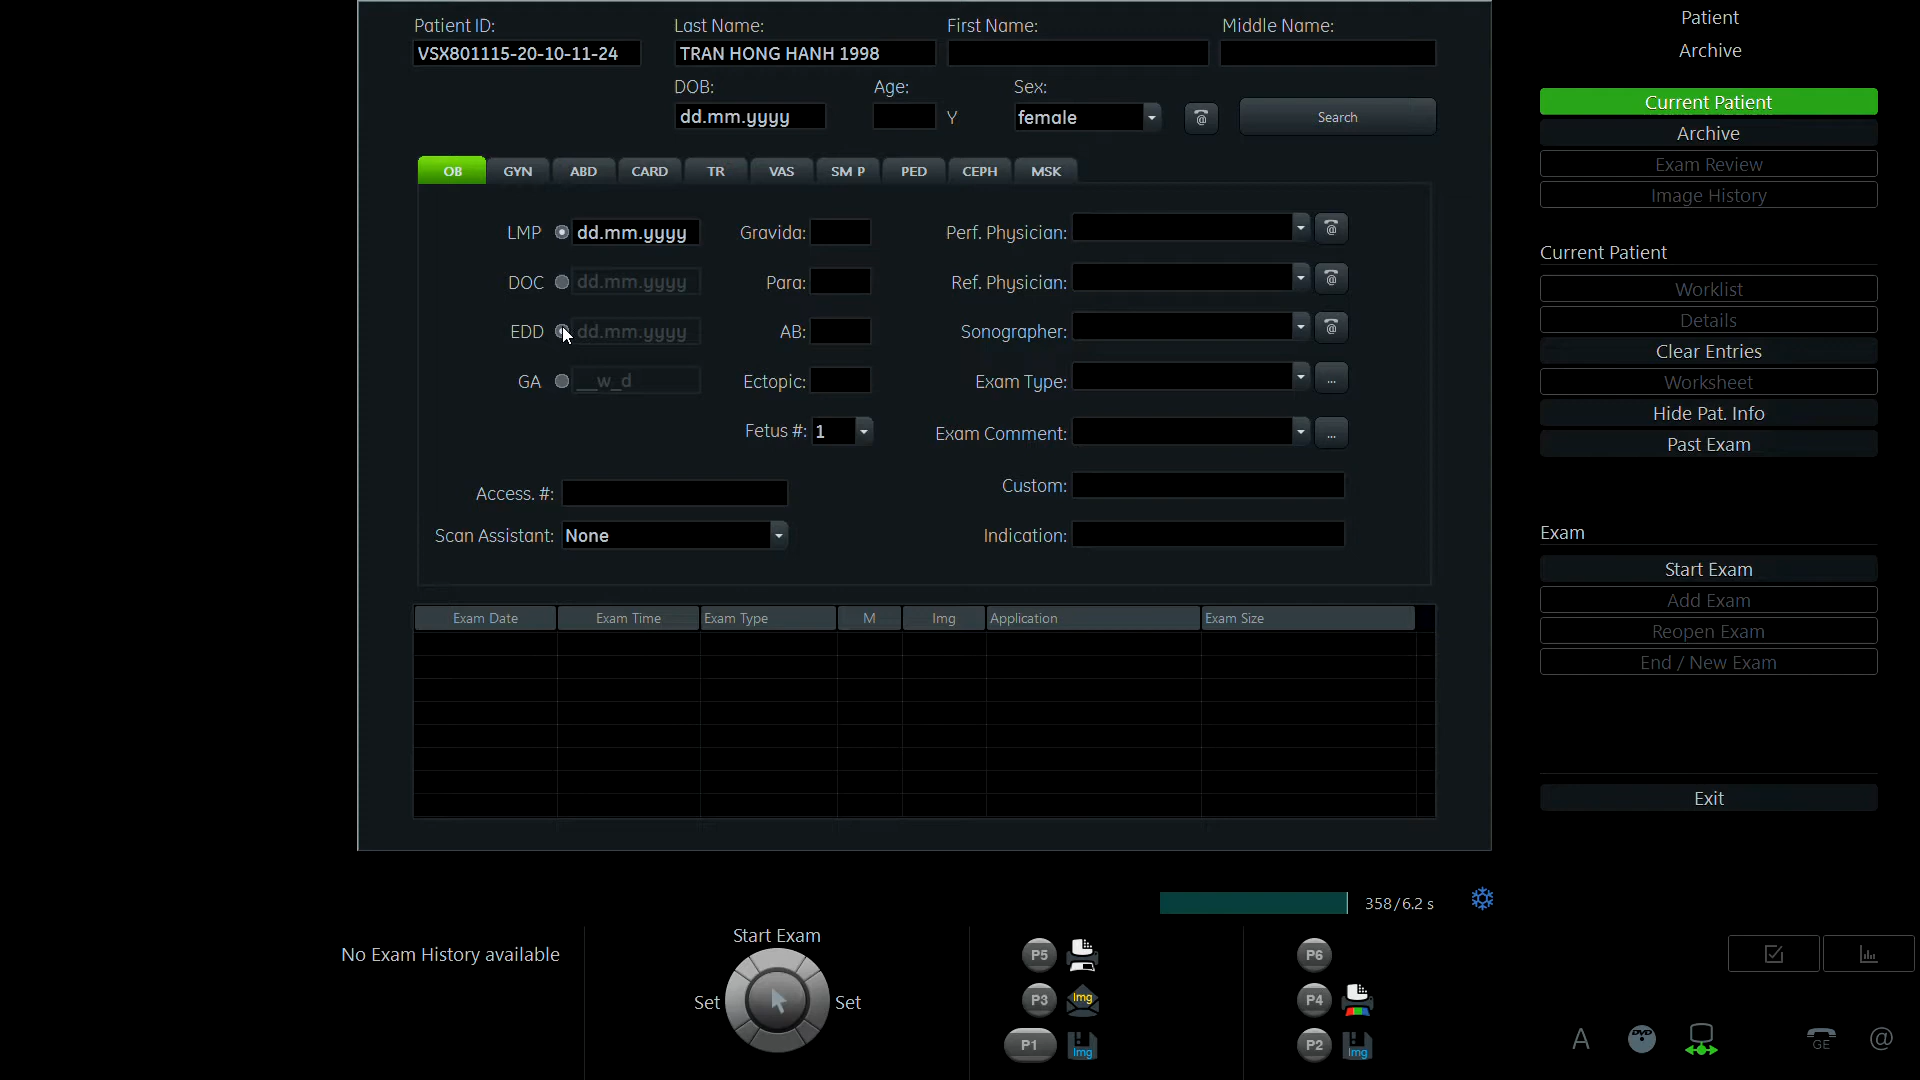 Patient ID: Last Name: First Name: Middle Name:
VSX801115-20-10-11-24 TRAN HONG HANH 1998
DOB: Age: Sex:
dd.mm.yyyy Y female @ Search
OB GYN ABD CARD TR VAS SM P PED CEPH MSK
LMP dd.mm.yyyy Gravida: Perf. Physician: @
DOC dd.mm.yyyy Para: Ref. Physician: @
EDD dd.mm.yyyy AB: Sonographer: @
GA __w_d Ectopic: Exam Type: ...
Fetus #: 1 Exam Comment: ...
Access. #: Custom:
Scan Assistant: None Indication:
Exam Date Exam Time Exam Type M Img Application Exam Size
Patient
Archive
Current Patient
Archive
Exam Review
Image History
Current Patient
Worklist
Details
Clear Entries
Worksheet
Hide Pat. Info
Past Exam
Exam
Start Exam
Add Exam
Reopen Exam
End / New Exam
Exit
358/6.2 s
No Exam History available
Start Exam
Set Set
P5
P3 Img
P1 Img
P6
P4
P2 Img
A DVD GE @